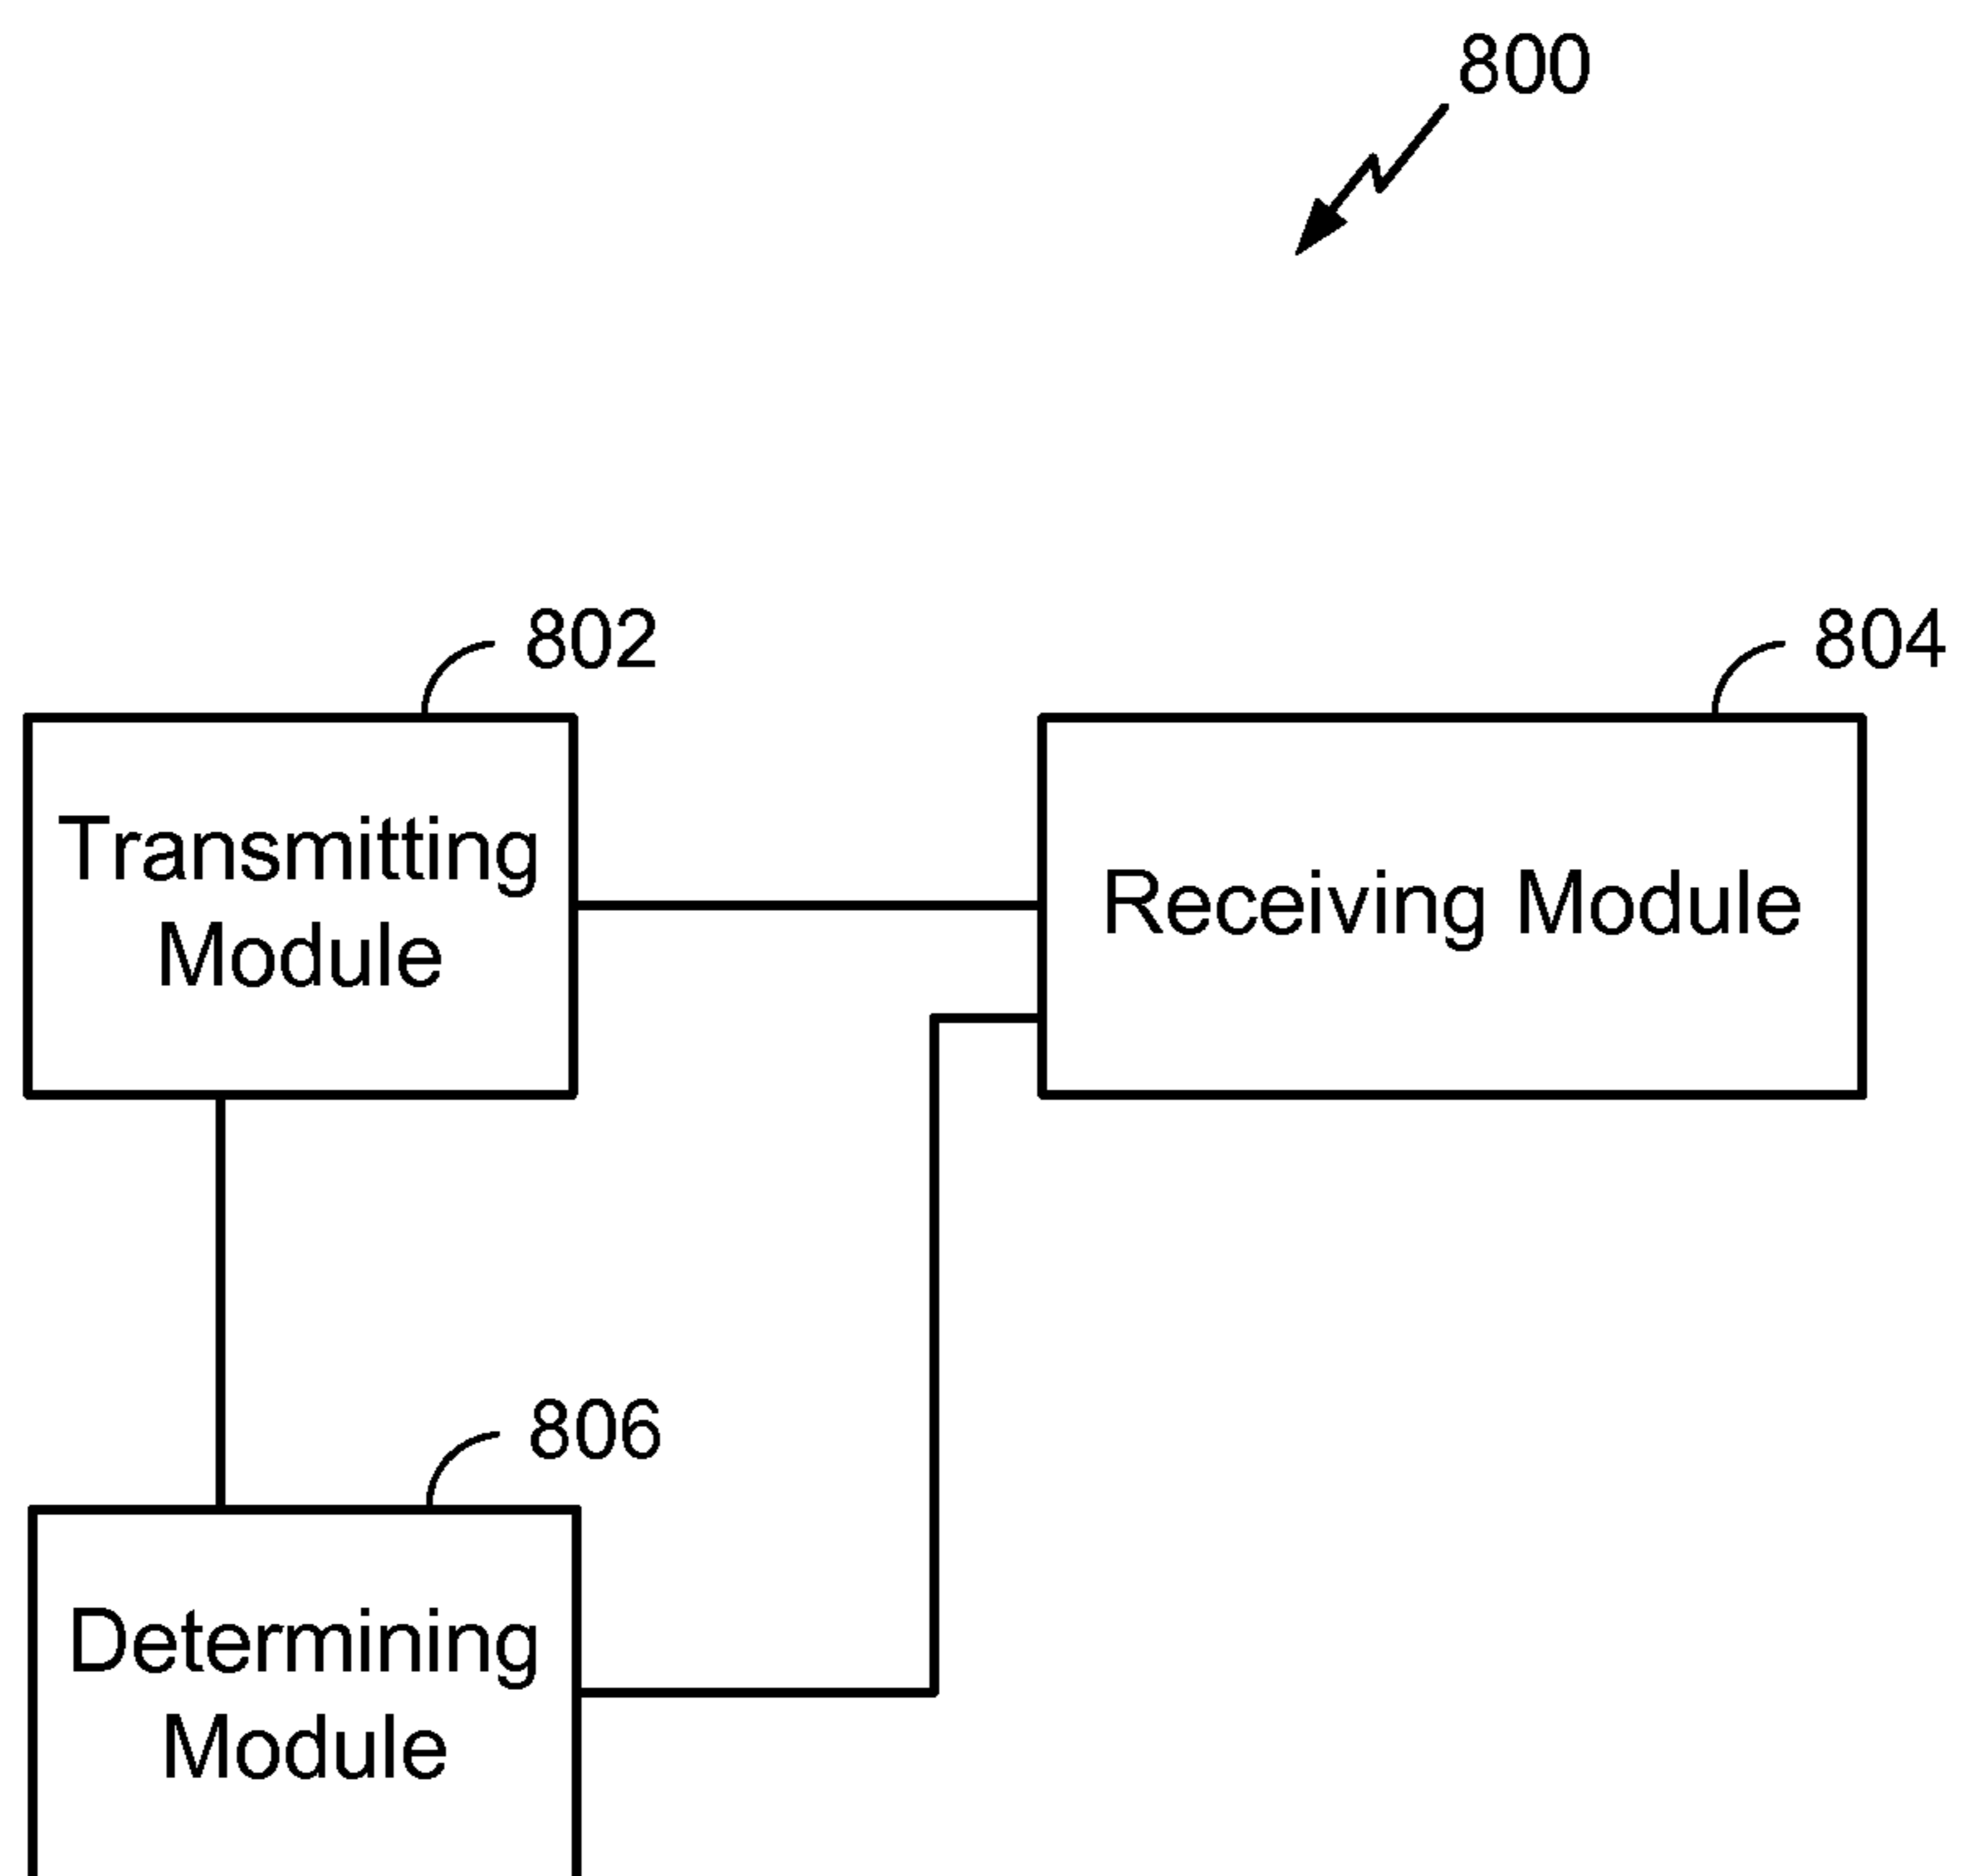 800
802
804
Transmitting
Module
Receiving Module
806
Determining
Module